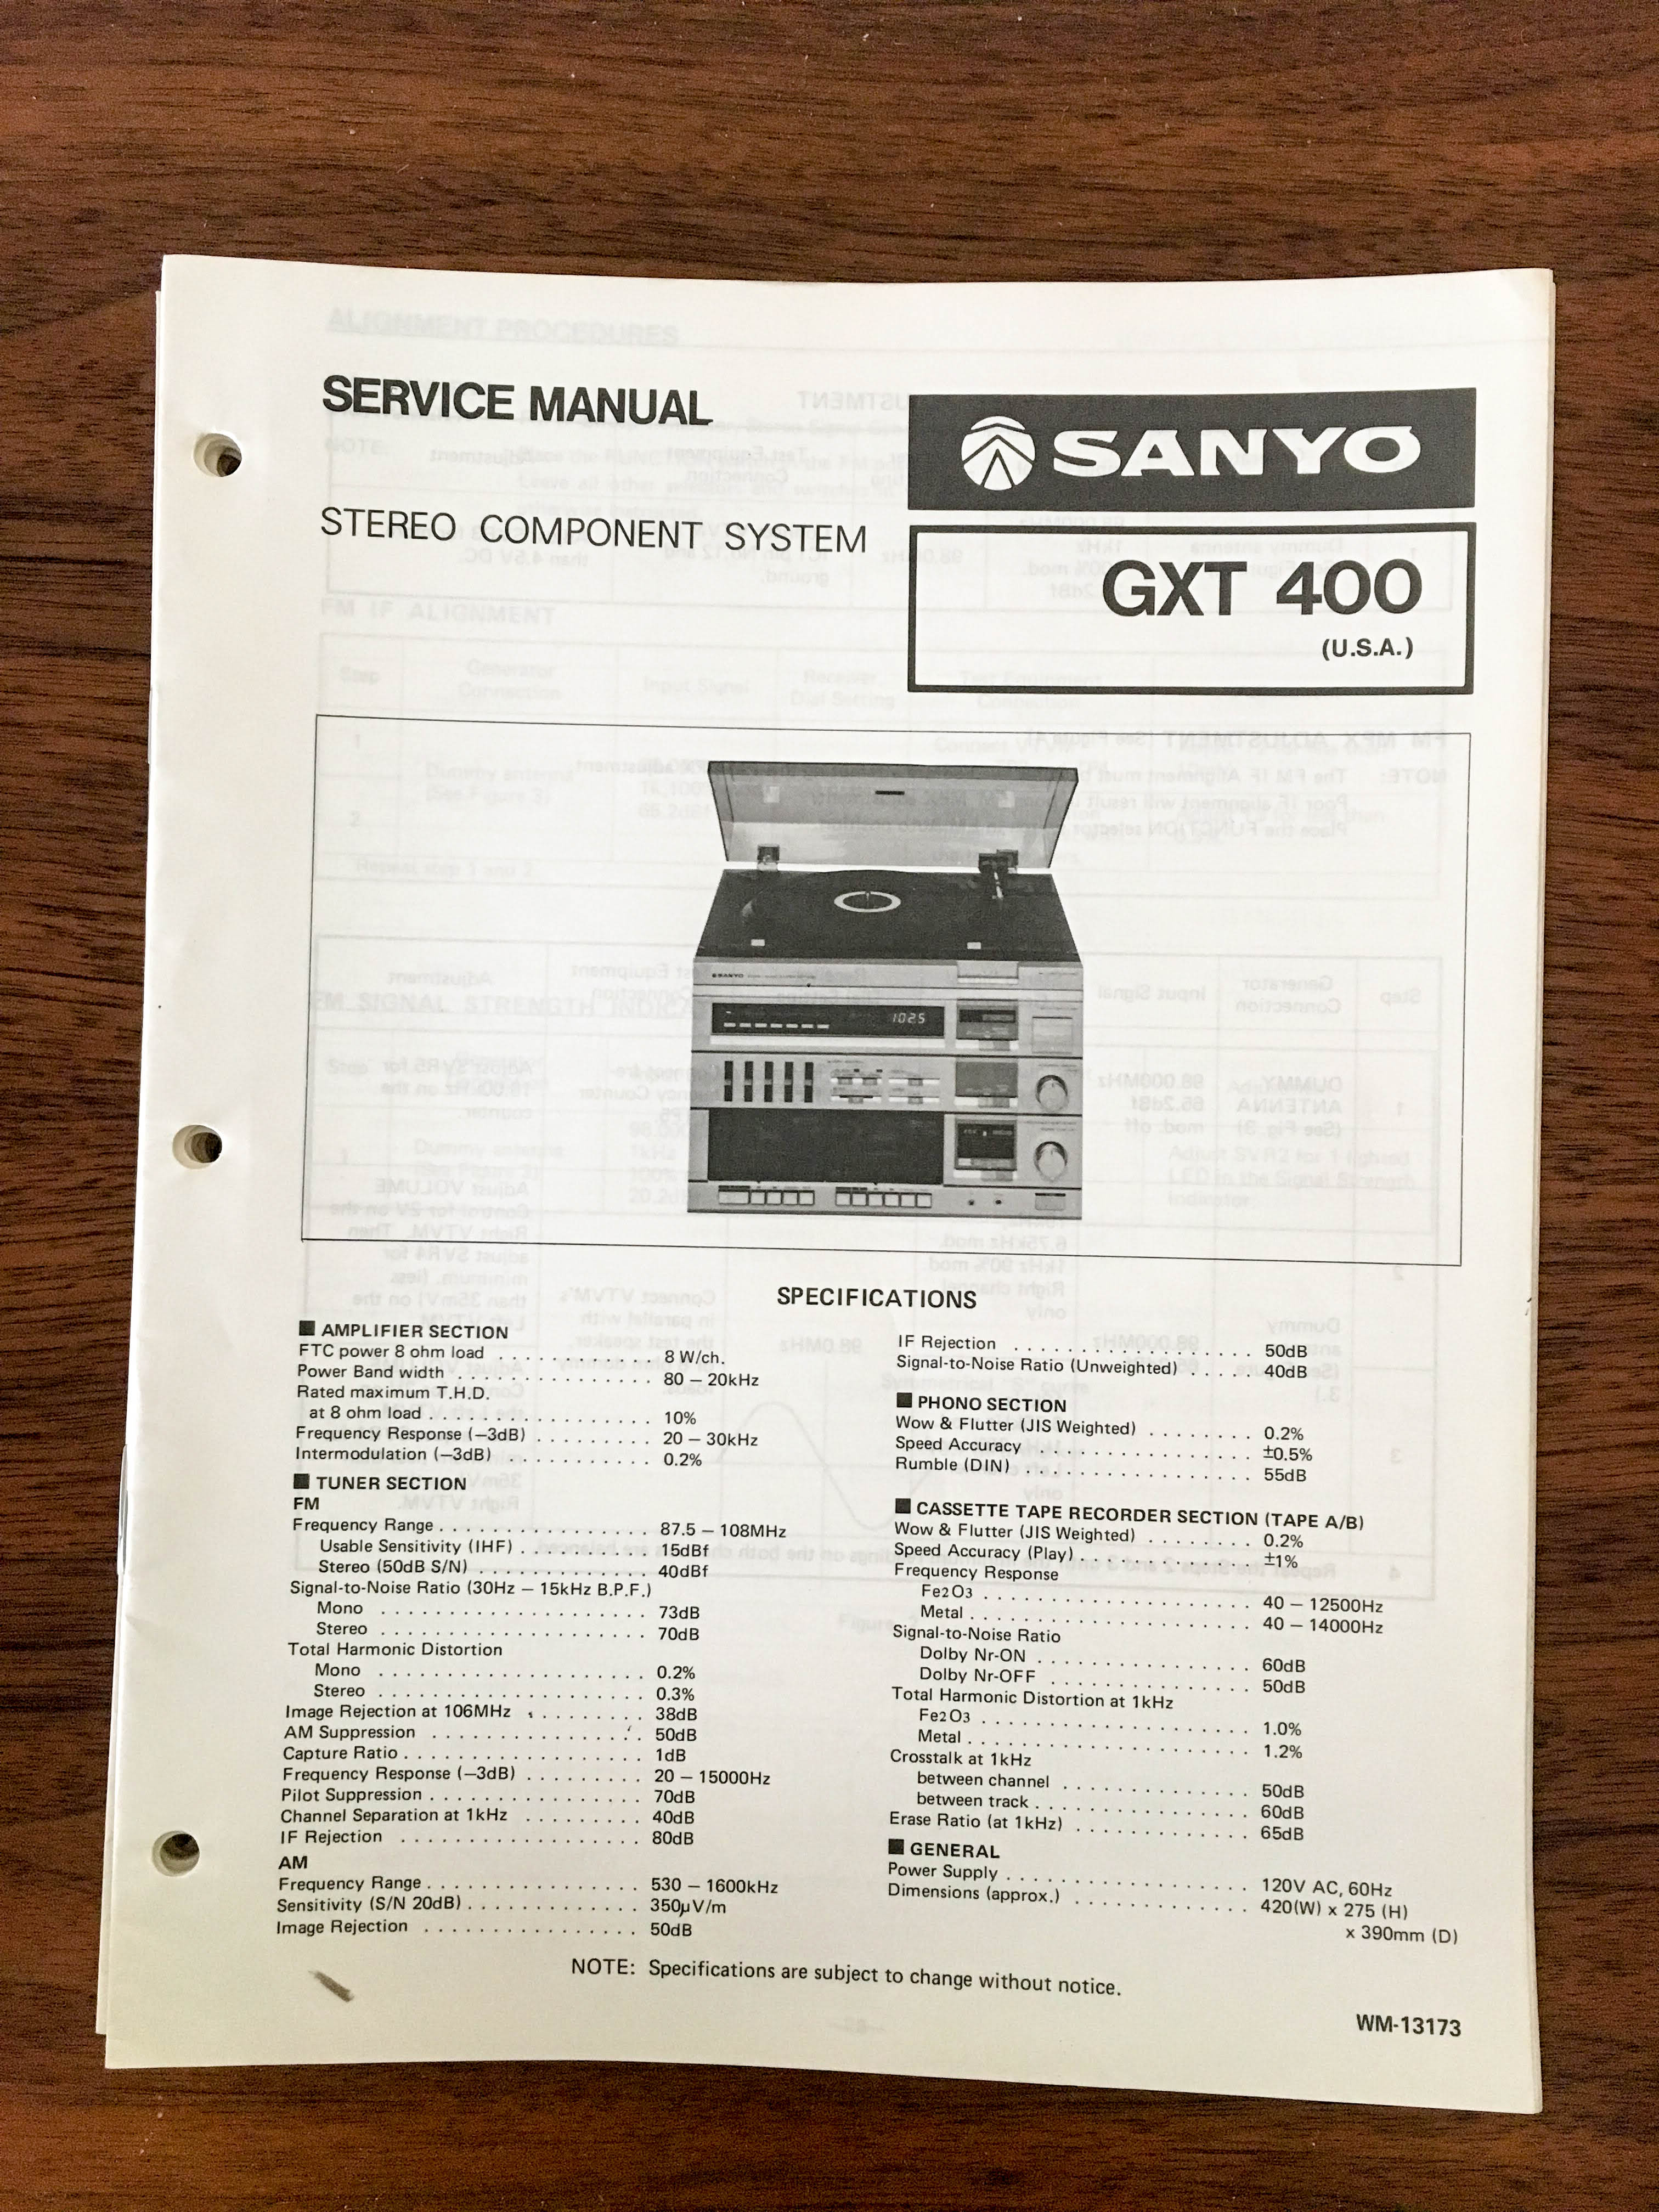 SERVICE MANUAL
SANYO
STEREO COMPONENT SYSTEM
GXT 400
(U.S.A.)
SANYO
1025
SPECIFICATIONS
■ AMPLIFIER SECTION
FTC power 8 ohm load . . . . . . . . . . . 8 W/ch.
Power Band width . . . . . . . . . . . . . . . 80 – 20kHz
Rated maximum T.H.D.
at 8 ohm load . . . . . . . . . . . . . . . . . 10%
Frequency Response (–3dB) . . . . . . . . . 20 – 30kHz
Intermodulation (–3dB) . . . . . . . . . . . 0.2%
■ TUNER SECTION
FM
Frequency Range . . . . . . . . . . . . . . . . 87.5 – 108MHz
Usable Sensitivity (IHF) . . . . . . . . . . 15dBf
Stereo (50dB S/N) . . . . . . . . . . . . . . 40dBf
Signal-to-Noise Ratio (30Hz – 15kHz B.P.F.)
Mono . . . . . . . . . . . . . . . . . . . . 73dB
Stereo . . . . . . . . . . . . . . . . . . . . 70dB
Total Harmonic Distortion
Mono . . . . . . . . . . . . . . . . . . . . 0.2%
Stereo . . . . . . . . . . . . . . . . . . . . 0.3%
Image Rejection at 106MHz . . . . . . . . . 38dB
AM Suppression . . . . . . . . . . . . . . . . 50dB
Capture Ratio . . . . . . . . . . . . . . . . . . 1dB
Frequency Response (–3dB) . . . . . . . . . 20 – 15000Hz
Pilot Suppression . . . . . . . . . . . . . . . . 70dB
Channel Separation at 1kHz . . . . . . . . . 40dB
IF Rejection . . . . . . . . . . . . . . . . . . 80dB
AM
Frequency Range . . . . . . . . . . . . . . . . 530 – 1600kHz
Sensitivity (S/N 20dB) . . . . . . . . . . . . . 350μV/m
Image Rejection . . . . . . . . . . . . . . . . 50dB
IF Rejection . . . . . . . . . . . . . . . . . . 50dB
Signal-to-Noise Ratio (Unweighted) . . . . . 40dB
■ PHONO SECTION
Wow & Flutter (JIS Weighted) . . . . . . . . 0.2%
Speed Accuracy . . . . . . . . . . . . . . . . ±0.5%
Rumble (DIN) . . . . . . . . . . . . . . . . . 55dB
■ CASSETTE TAPE RECORDER SECTION (TAPE A/B)
Wow & Flutter (JIS Weighted) . . . . . . . . 0.2%
Speed Accuracy (Play) . . . . . . . . . . . . . ±1%
Frequency Response
Fe2O3 . . . . . . . . . . . . . . . . . . . . 40 – 12500Hz
Metal . . . . . . . . . . . . . . . . . . . . . 40 – 14000Hz
Signal-to-Noise Ratio
Dolby Nr-ON . . . . . . . . . . . . . . . . 60dB
Dolby Nr-OFF . . . . . . . . . . . . . . . 50dB
Total Harmonic Distortion at 1kHz
Fe2O3 . . . . . . . . . . . . . . . . . . . . 1.0%
Metal . . . . . . . . . . . . . . . . . . . . . 1.2%
Crosstalk at 1kHz
between channel . . . . . . . . . . . . . . 50dB
between track . . . . . . . . . . . . . . . . 60dB
Erase Ratio (at 1kHz) . . . . . . . . . . . . . 65dB
■ GENERAL
Power Supply . . . . . . . . . . . . . . . . . . 120V AC, 60Hz
Dimensions (approx.) . . . . . . . . . . . . . 420(W) x 275 (H)
x 390mm (D)
NOTE: Specifications are subject to change without notice.
WM-13173